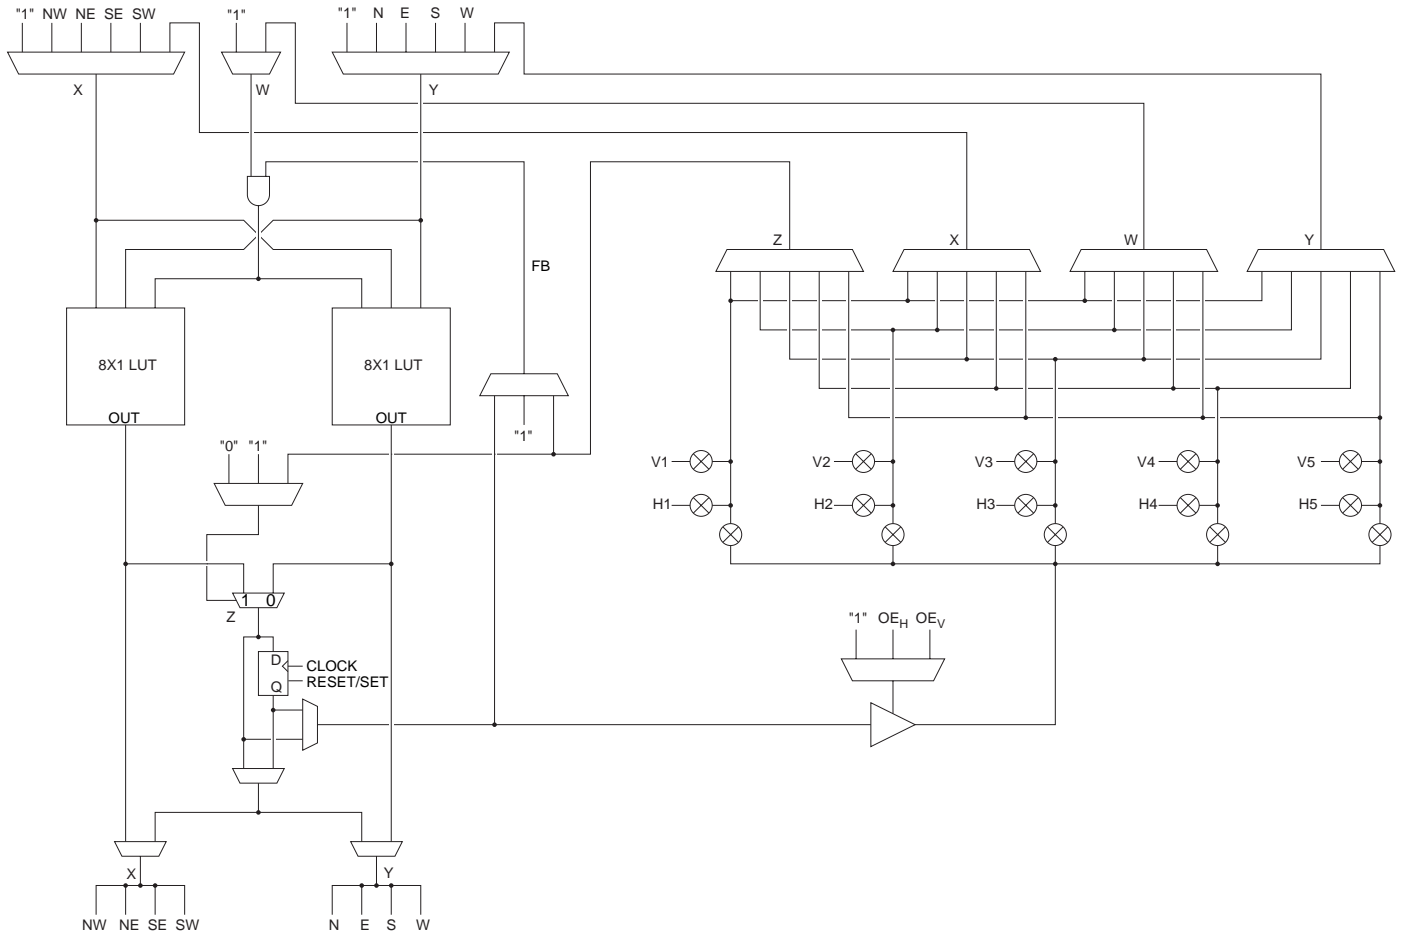 "1" NW NE SE SW "1" "1" N E S W
X W Y
Z X W Y
FB
8X1 LUT 8X1 LUT
OUT OUT
"1"
"0" "1"
V1 V2 V3 V4 V5
H1 H2 H3 H4 H5
1 0
Z
"1" OEH OEV
D
CLOCK
Q RESET/SET
X Y
NW NE SE SW N E S W